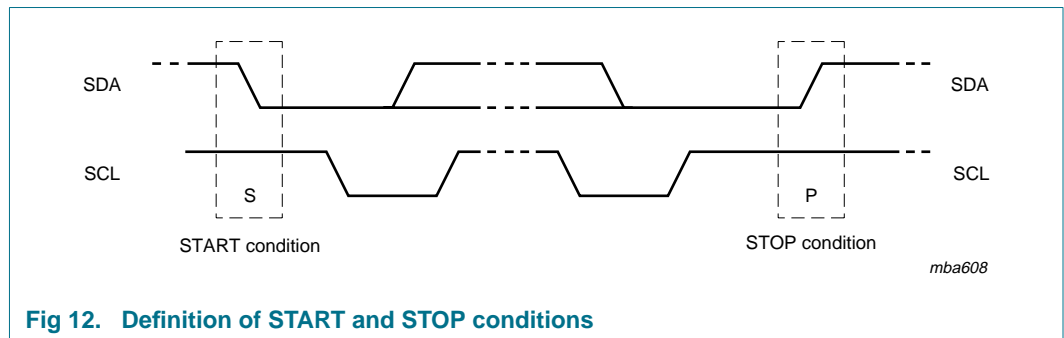 SDA SDA
SCL SCL
S P
START condition STOP condition
mba608
Fig 12. Definition of START and STOP conditions